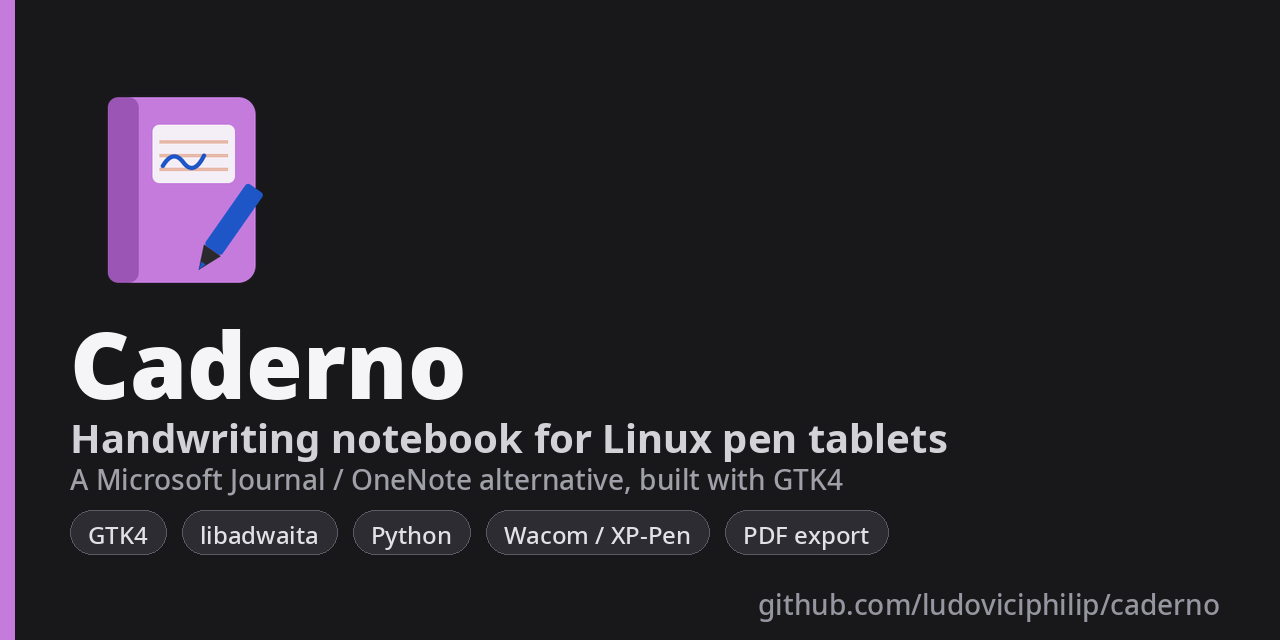 Caderno
Handwriting notebook for Linux pen tablets
A Microsoft Journal / OneNote alternative, built with GTK4
GTK4 libadwaita Python Wacom / XP-Pen PDF export
github.com/ludoviciphilip/caderno